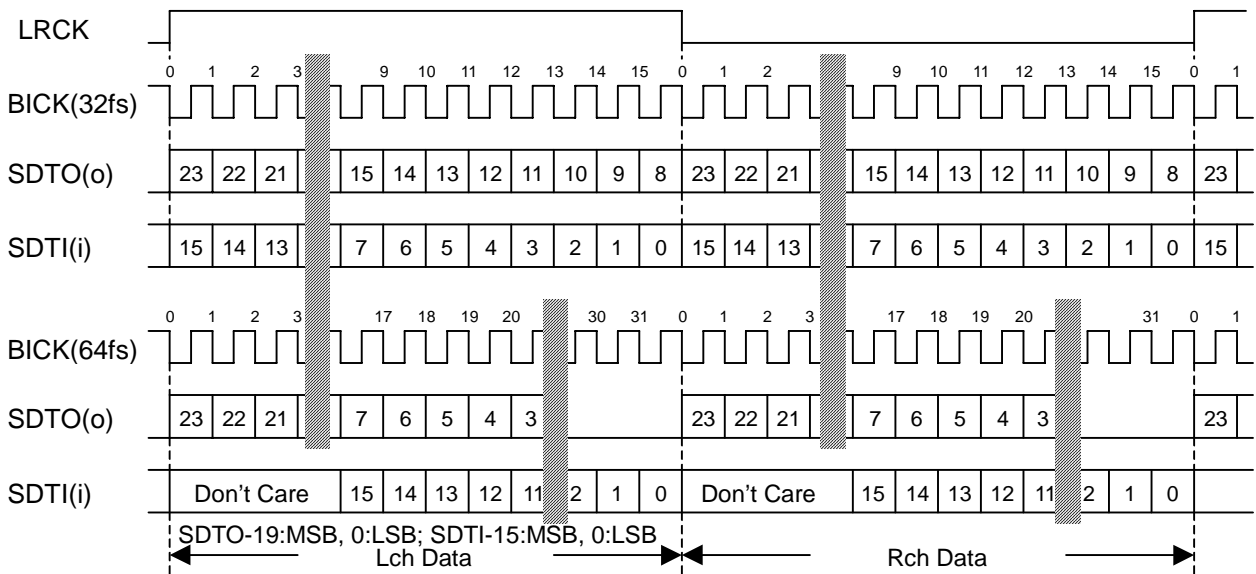 LRCK
0 1 2 3 9 10 11 12 13 14 15 0 1 2 9 10 11 12 13 14 15 0 1
BICK(32fs)
SDTO(o) 23 22 21 15 14 13 12 11 10 9 8 23 22 21 15 14 13 12 11 10 9 8 23
SDTI(i) 15 14 13 7 6 5 4 3 2 1 0 15 14 13 7 6 5 4 3 2 1 0 15
0 1 2 3 17 18 19 20 30 31 0 1 2 3 17 18 19 20 31 0 1
BICK(64fs)
SDTO(o) 23 22 21 7 6 5 4 3 23 22 21 7 6 5 4 3 23
SDTI(i) Don't Care 15 14 13 12 11 2 1 0 Don't Care 15 14 13 12 11 2 1 0
SDTO-19:MSB, 0:LSB; SDTI-15:MSB, 0:LSB
Lch Data Rch Data